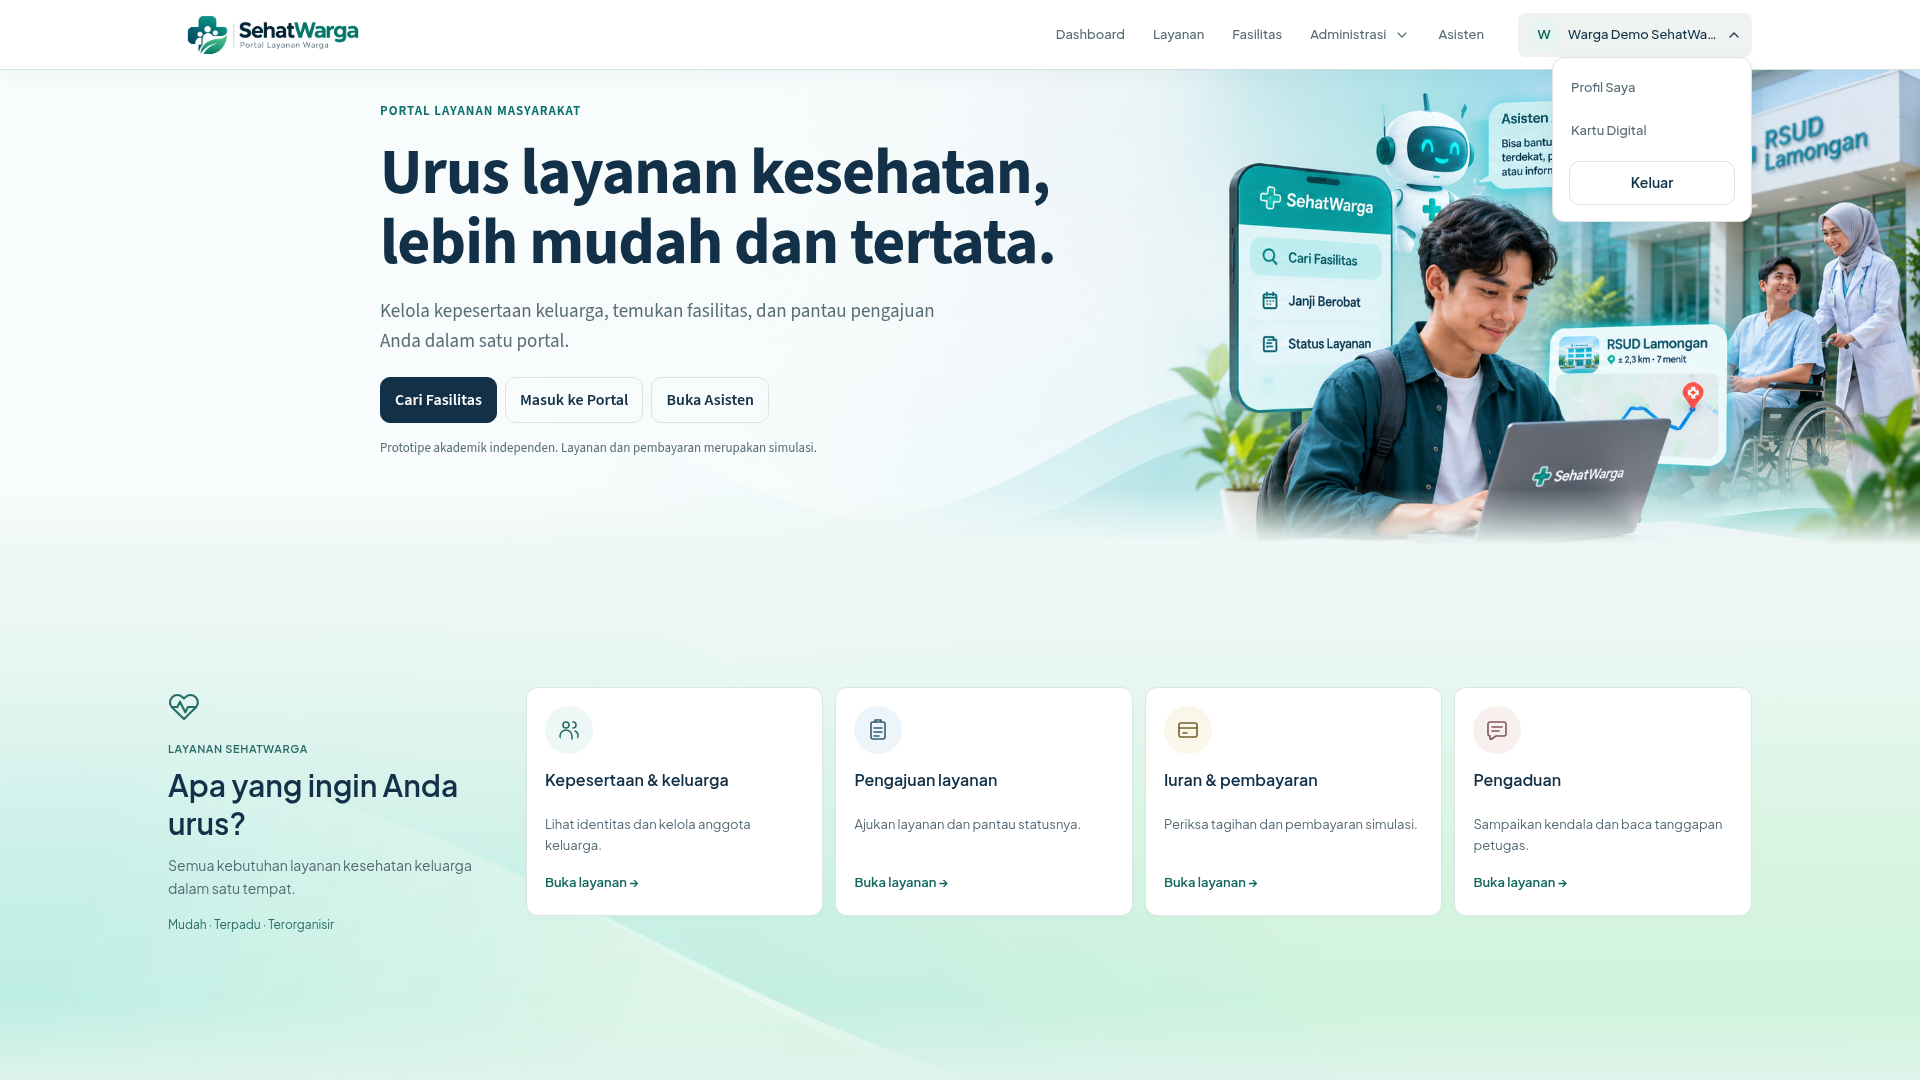 SehatWarga
Portal Layanan Warga
Dashboard
Layanan
Fasilitas
Administrasi
Asisten
W
Warga Demo SehatWa...
Profil Saya
Kartu Digital
Keluar
PORTAL LAYANAN MASYARAKAT
Urus layanan kesehatan,
lebih mudah dan tertata.
Kelola kepesertaan keluarga, temukan fasilitas, dan pantau pengajuan
Anda dalam satu portal.
Cari Fasilitas
Masuk ke Portal
Buka Asisten
Prototipe akademik independen. Layanan dan pembayaran merupakan simulasi.
SehatWarga
Cari Fasilitas
Janji Berobat
Status Layanan
Asisten
Bisa bantu
terdekat,
atau
RSUD
Lamongan
RSUD Lamongan
± 2,3 km • 7 menit
SehatWarga
LAYANAN SEHATWARGA
Apa yang ingin Anda
urus?
Semua kebutuhan layanan kesehatan keluarga
dalam satu tempat.
Mudah · Terpadu · Terorganisir
Kepesertaan & keluarga
Lihat identitas dan kelola anggota
keluarga.
Buka layanan →
Pengajuan layanan
Ajukan layanan dan pantau statusnya.
Buka layanan →
Iuran & pembayaran
Periksa tagihan dan pembayaran simulasi.
Buka layanan →
Pengaduan
Sampaikan kendala dan baca tanggapan
petugas.
Buka layanan →